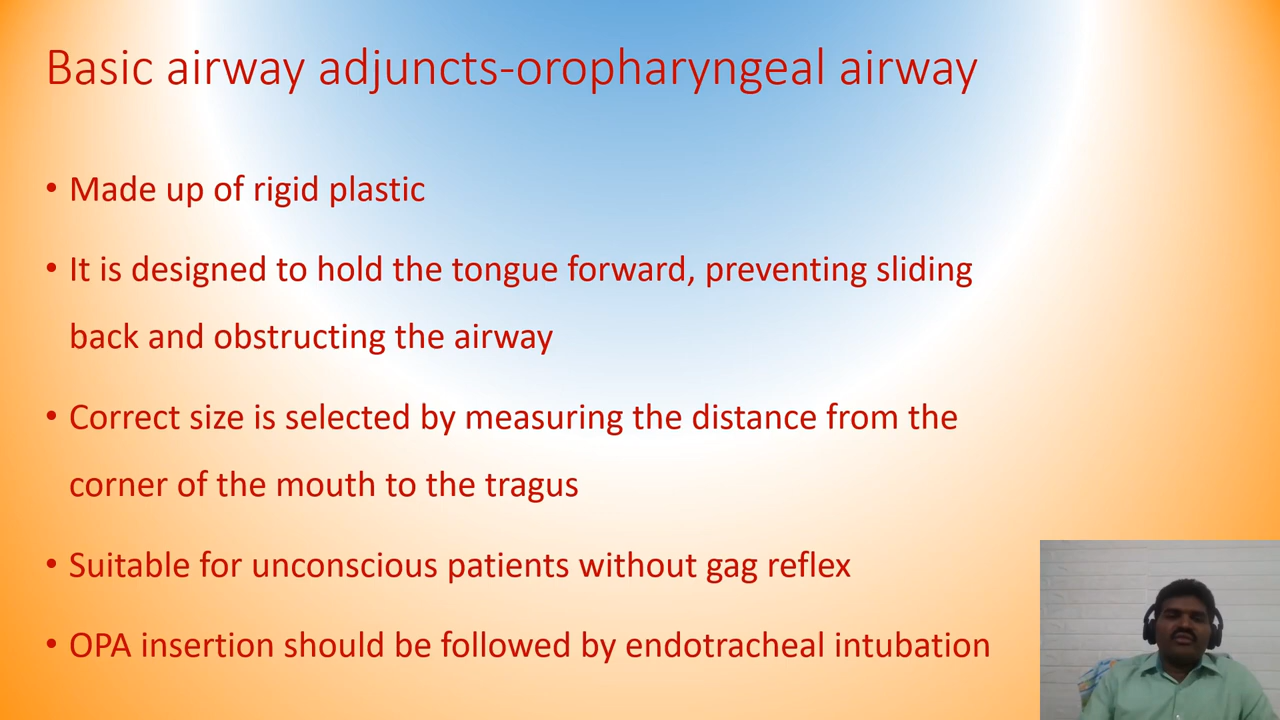 Basic airway adjuncts-oropharyngeal airway
• Made up of rigid plastic
• It is designed to hold the tongue forward, preventing sliding
back and obstructing the airway
• Correct size is selected by measuring the distance from the
corner of the mouth to the tragus
• Suitable for unconscious patients without gag reflex
• OPA insertion should be followed by endotracheal intubation